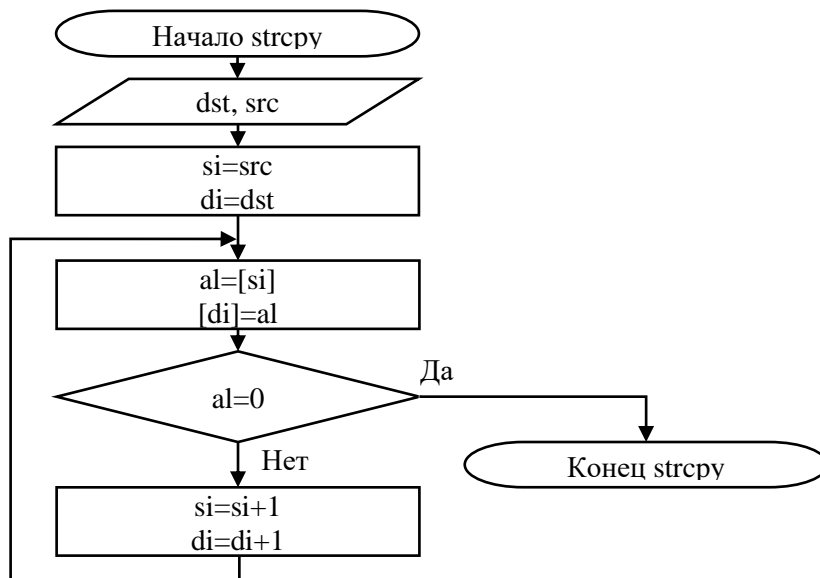 Начало strcpy
dst, src
si=src
di=dst
al=[si]
[di]=al
al=0
Да
Нет
Конец strcpy
si=si+1
di=di+1